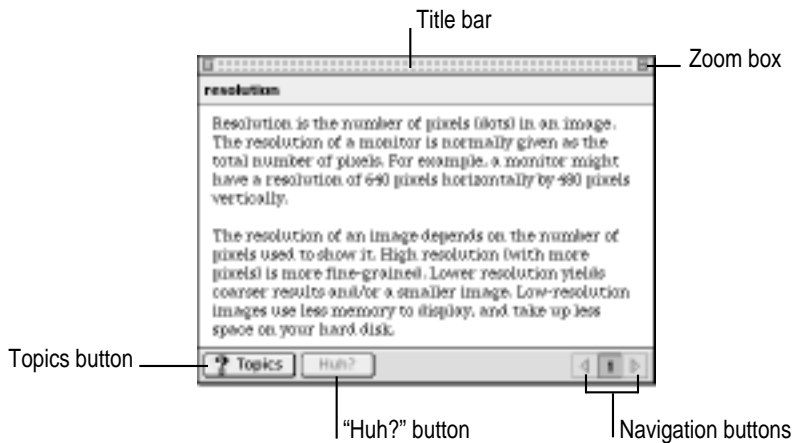 Title bar
Zoom box
resolution
Resolution is the number of pixels (dots) in an image.
The resolution of a monitor is normally given as the
total number of pixels. For example, a monitor might
have a resolution of 640 pixels horizontally by 480 pixels
vertically.
The resolution of an image depends on the number of
pixels used to show it. High resolution (with more
pixels) is more fine-grained. Lower resolution yields
coarser results and/or a smaller image. Low-resolution
images use less memory to display, and take up less
space on your hard disk.
Topics button
? Topics
Huh?
1
“Huh?” button
Navigation buttons